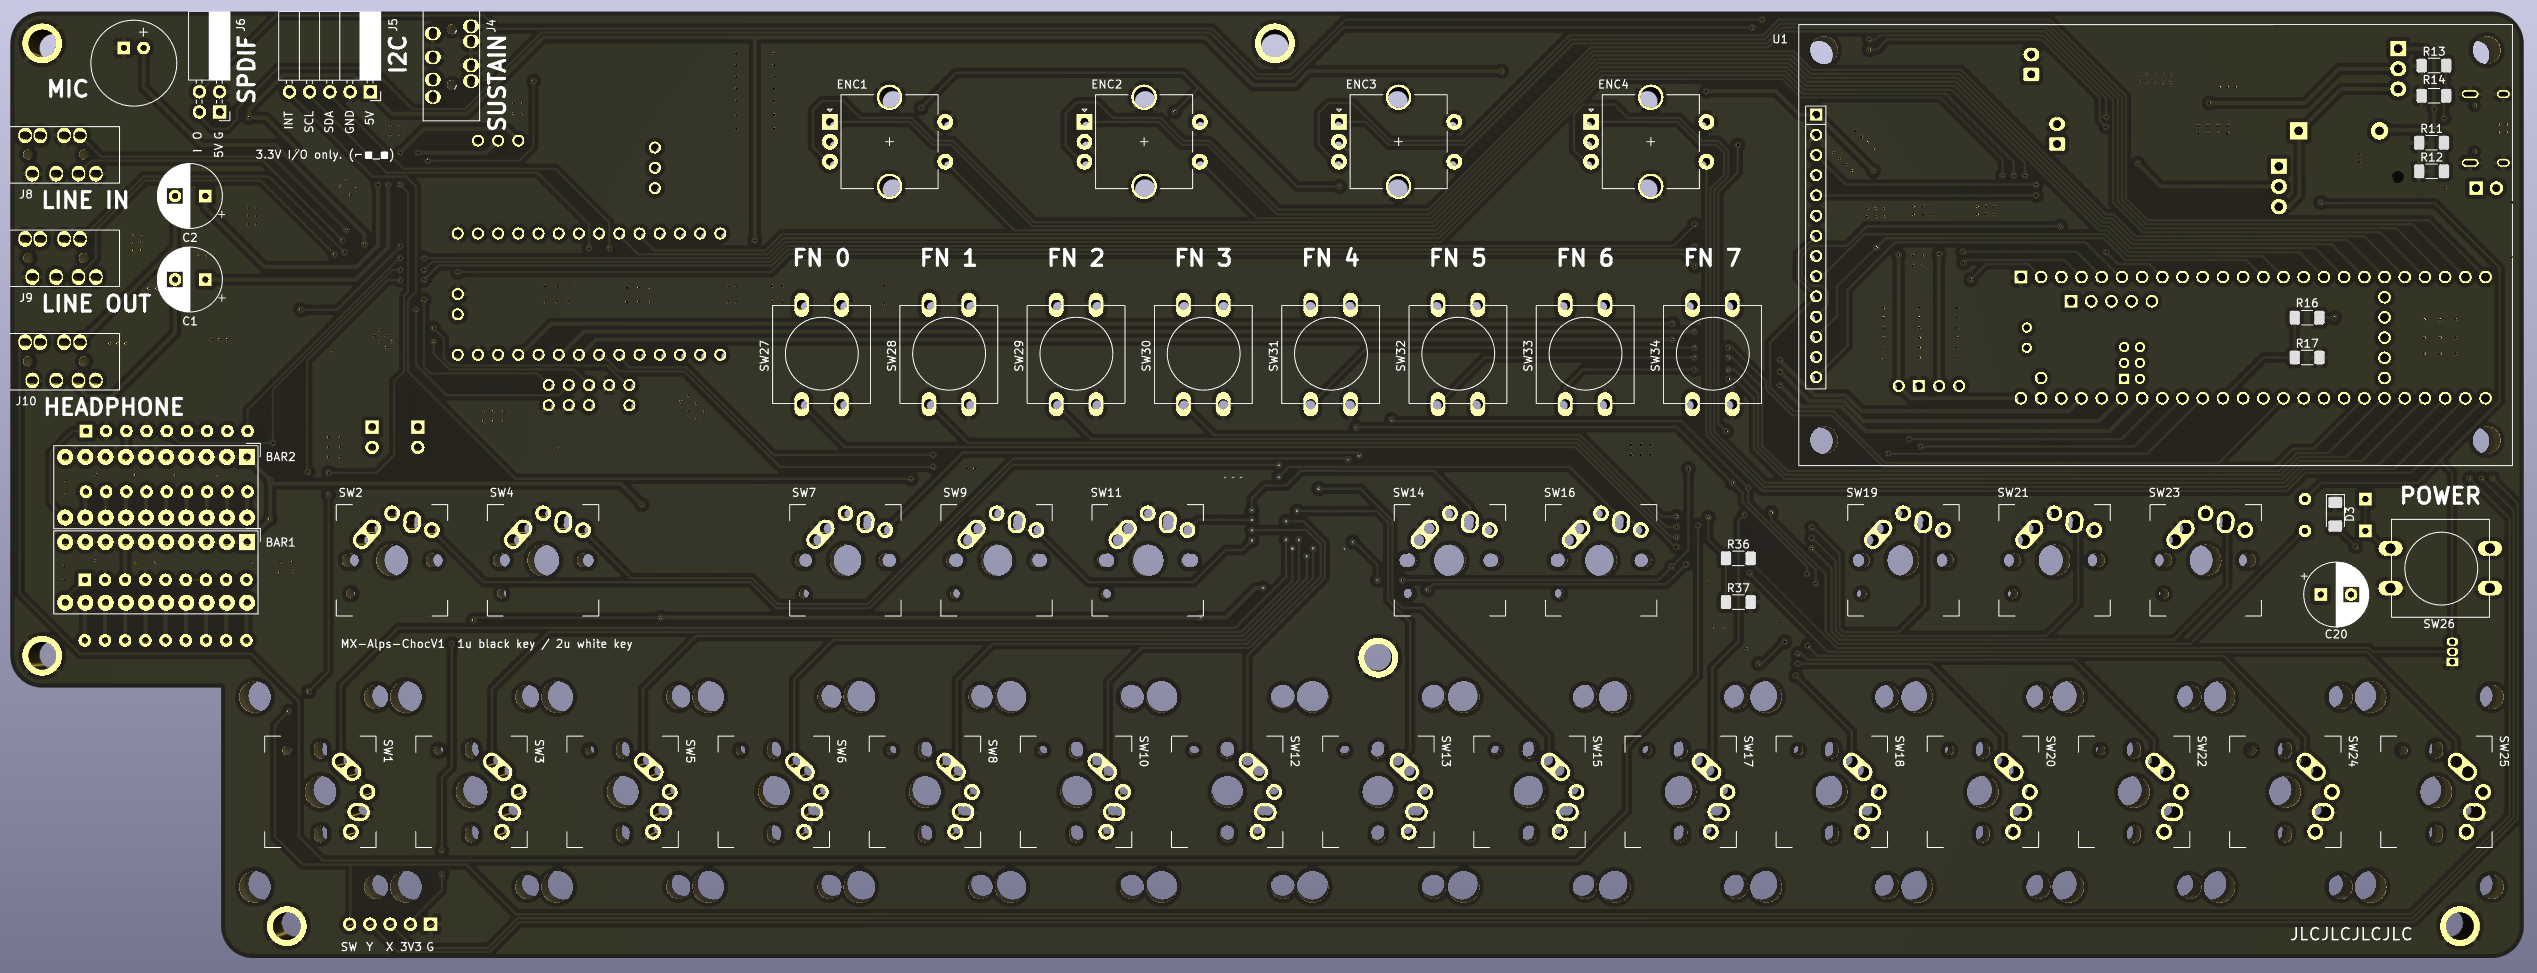 MIC
SPDIF
J6
I O
5V G
I2C
J5
INT
SCL
SDA
GND
5V
3.3V I/O only. (⌐■_■)
SUSTAIN
J4
ENC1
ENC2
ENC3
ENC4
U1
R13
R14
R11
R12
J8
LINE IN
C2
J9
LINE OUT
C1
J10
HEADPHONE
FN 0
FN 1
FN 2
FN 3
FN 4
FN 5
FN 6
FN 7
SW27
SW28
SW29
SW30
SW31
SW32
SW33
SW34
R16
R17
BAR2
BAR1
SW2
SW4
SW7
SW9
SW11
SW14
SW16
SW19
SW21
SW23
D3
POWER
R36
R37
C20
SW26
MX-Alps-ChocV1  1u black key / 2u white key
SW1
SW3
SW5
SW6
SW8
SW10
SW12
SW13
SW15
SW17
SW18
SW20
SW22
SW24
SW25
SW Y X 3V3 G
JLCJLCJLCJLC